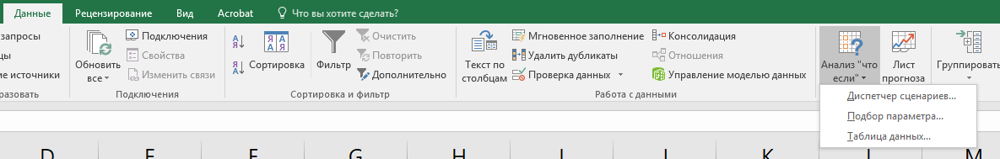 Данные Рецензирование Вид Acrobat Что вы хотите сделать?
запросы
цы
ие источники
разовать
Обновить
все
Подключения
Свойства
Изменить связи
Подключения
Сортировка
Фильтр
Очистить
Повторить
Дополнительно
Сортировка и фильтр
Текст по
столбцам
Мгновенное заполнение
Удалить дубликаты
Проверка данных
Консолидация
Отношения
Управление моделью данных
Работа с данными
Анализ "что
если"
Лист
прогноза
Группировать
Диспетчер сценариев...
Подбор параметра...
Таблица данных...
D E F G H I J K L M